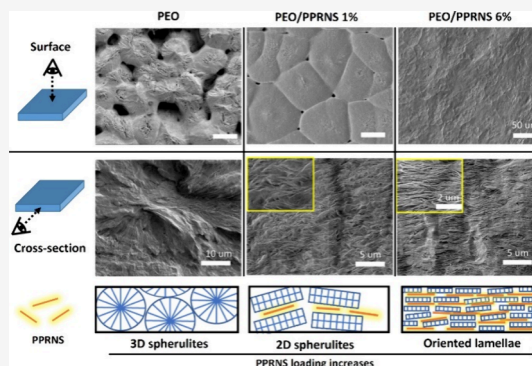 PEO
PEO/PPRNS 1%
PEO/PPRNS 6%
Surface
50 um
Cross-section
10 um
5 um
2 um
5 um
PPRNS
3D spherulites
2D spherulites
Oriented lamellae
PPRNS loading increases